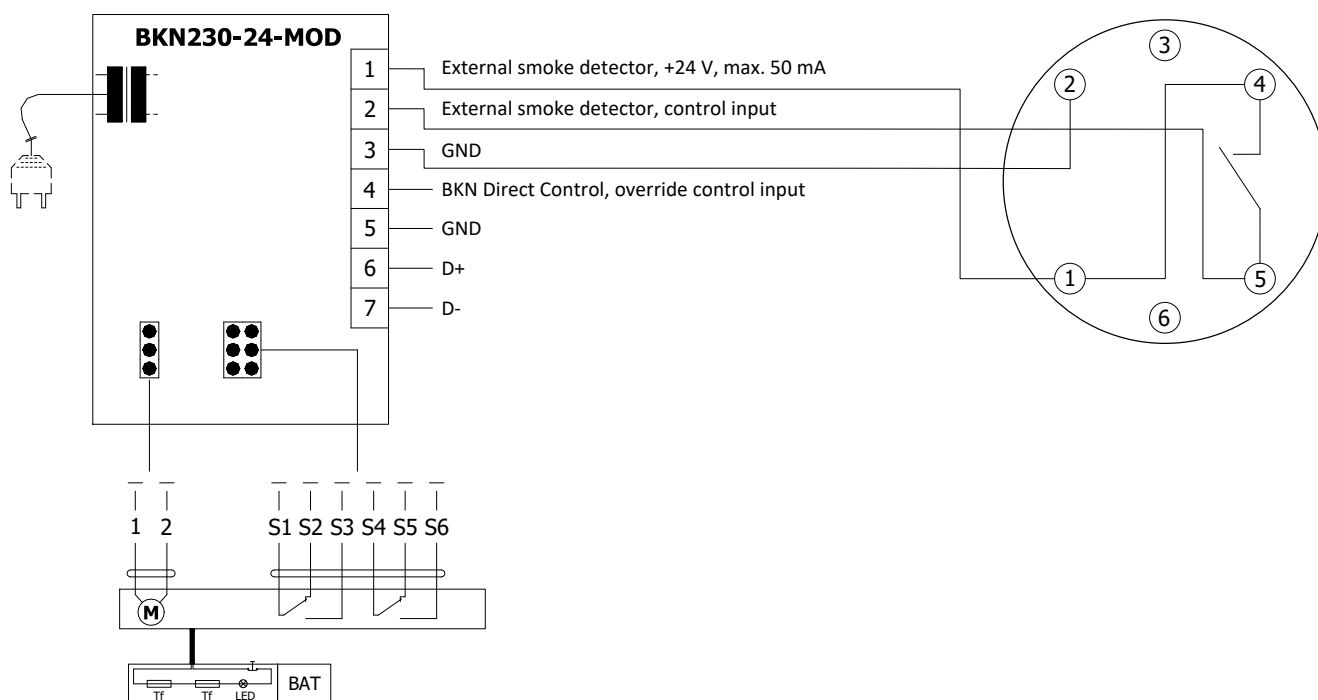 BKN230-24-MOD
1 External smoke detector, +24 V, max. 50 mA
2 External smoke detector, control input
3 GND
4 BKN Direct Control, override control input
5 GND
6 D+
7 D-
3
2
4
1
5
6
1 2 S1 S2 S3 S4 S5 S6
M
Tf Tf LED BAT